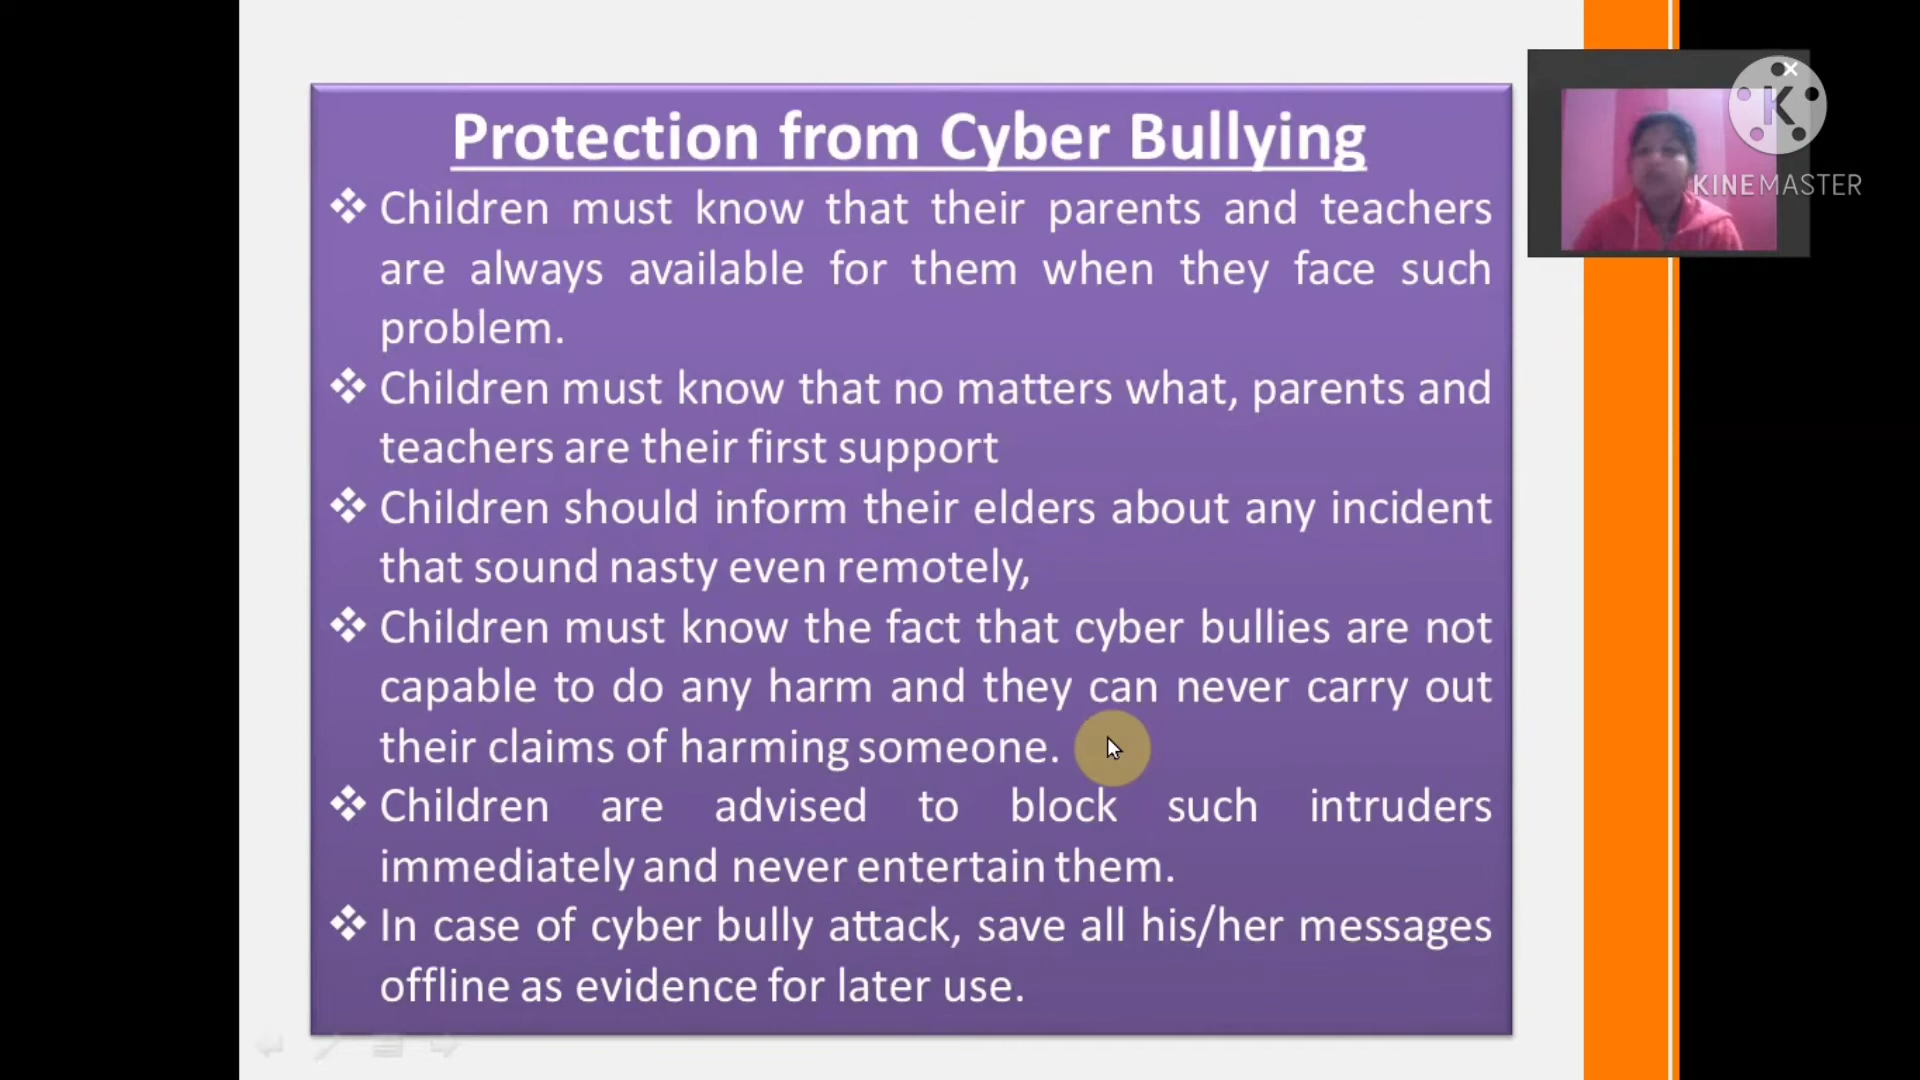 Protection from Cyber Bullying
❖ Children must know that their parents and teachers
are always available for them when they face such
problem.
❖ Children must know that no matters what, parents and
teachers are their first support
❖ Children should inform their elders about any incident
that sound nasty even remotely,
❖ Children must know the fact that cyber bullies are not
capable to do any harm and they can never carry out
their claims of harming someone.
❖ Children are advised to block such intruders
immediately and never entertain them.
❖ In case of cyber bully attack, save all his/her messages
offline as evidence for later use.
K
KINEMASTER